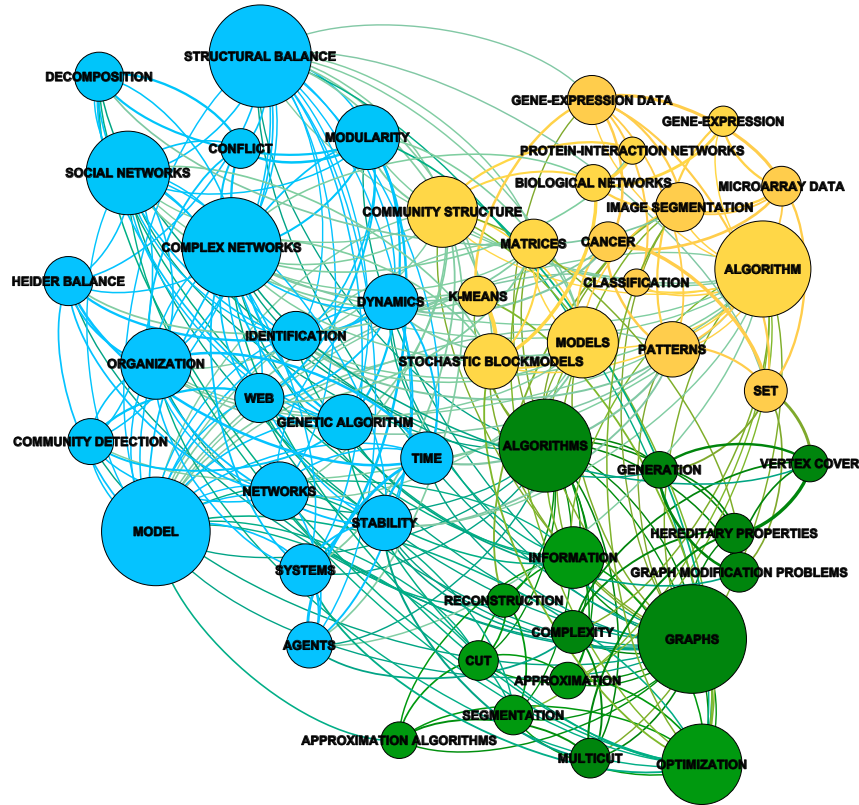 STRUCTURAL BALANCE
DECOMPOSITION
GENE-EXPRESSION DATA
GENE-EXPRESSION
MODULARITY
CONFLICT
PROTEIN-INTERACTION NETWORKS
SOCIAL NETWORKS
BIOLOGICAL NETWORKS
MICROARRAY DATA
IMAGE SEGMENTATION
COMMUNITY STRUCTURE
COMPLEX NETWORKS
MATRICES
CANCER
ALGORITHM
HEIDER BALANCE
CLASSIFICATION
K-MEANS
DYNAMICS
IDENTIFICATION
MODELS
PATTERNS
ORGANIZATION
STOCHASTIC BLOCKMODELS
SET
WEB
GENETIC ALGORITHM
COMMUNITY DETECTION
ALGORITHMS
TIME
GENERATION
VERTEX COVER
NETWORKS
STABILITY
MODEL
HEREDITARY PROPERTIES
INFORMATION
SYSTEMS
GRAPH MODIFICATION PROBLEMS
RECONSTRUCTION
COMPLEXITY
GRAPHS
AGENTS
CUT
APPROXIMATION
SEGMENTATION
APPROXIMATION ALGORITHMS
MULTICUT
OPTIMIZATION